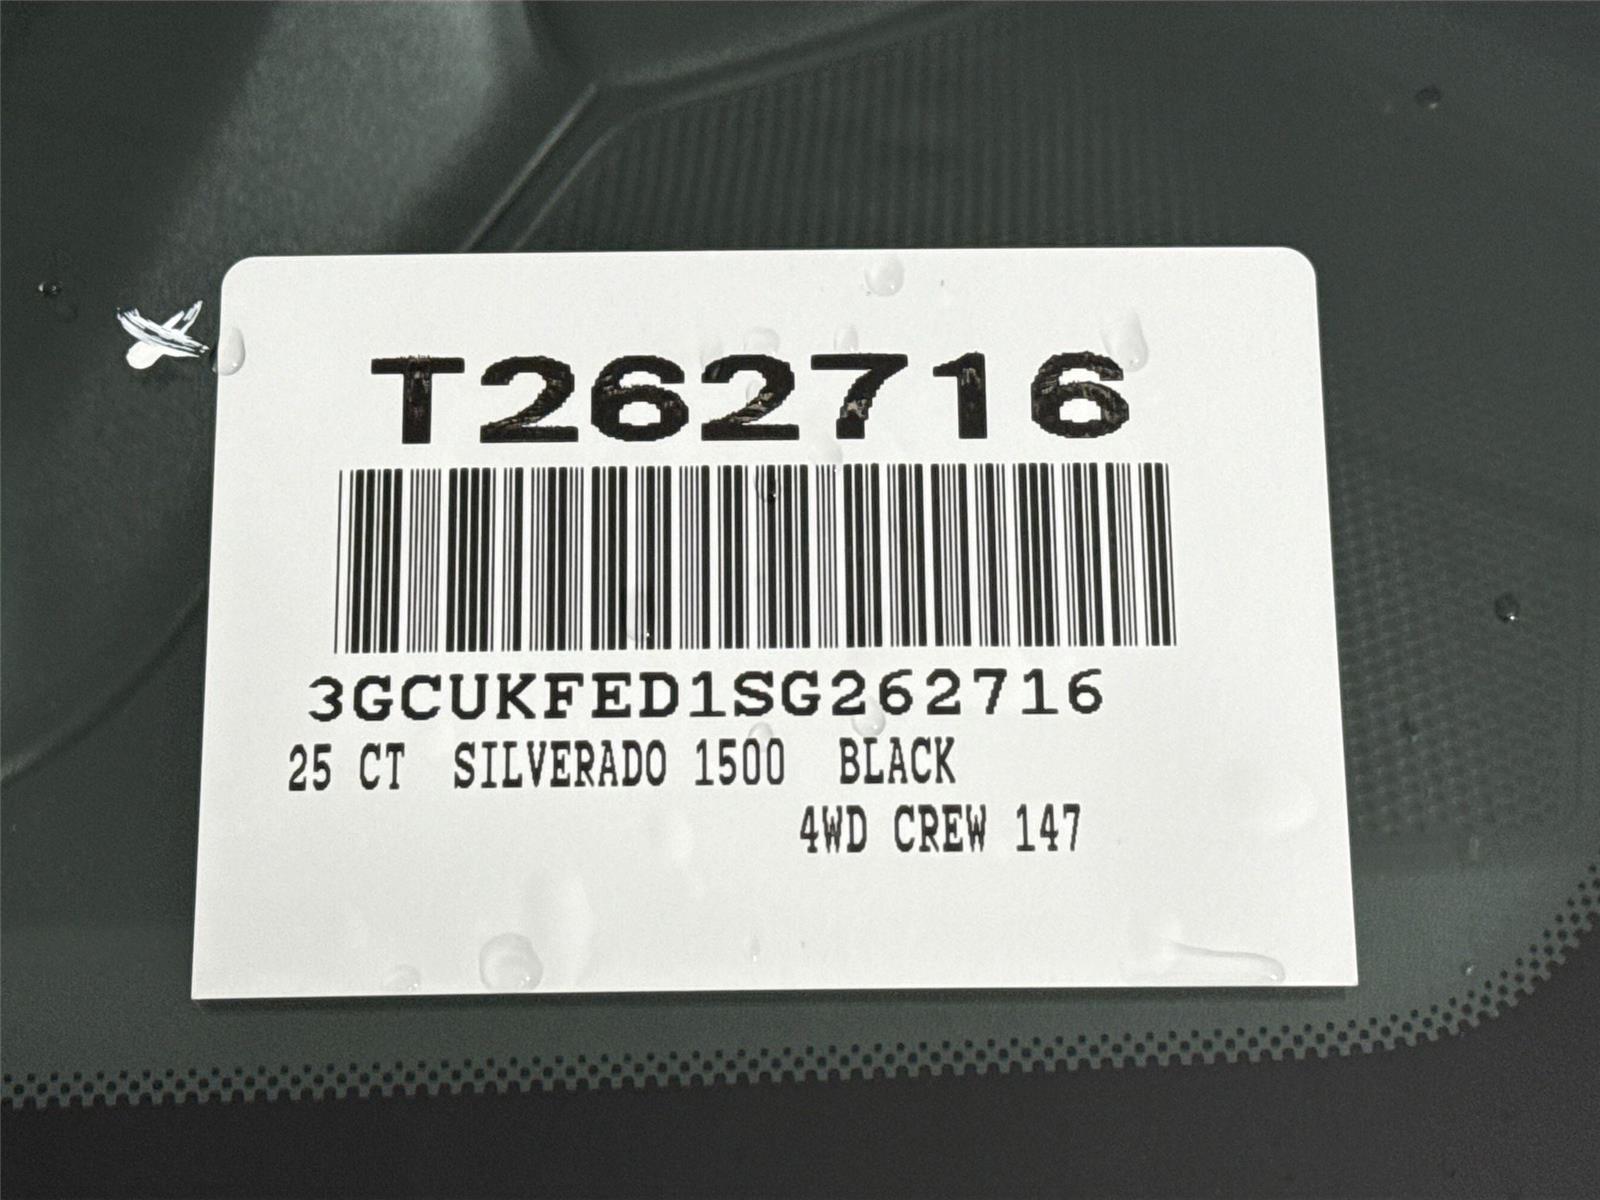 T262716
3GCUKFED1SG262716
25 CT SILVERADO 1500 BLACK
4WD CREW 147